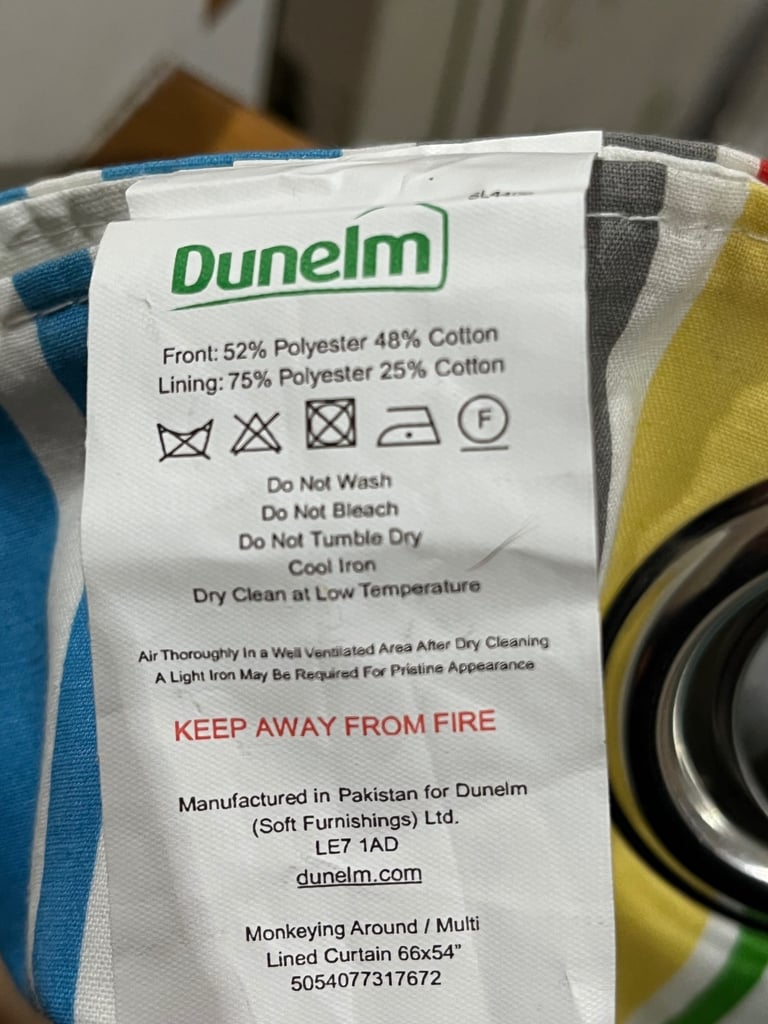 Dunelm
Front: 52% Polyester 48% Cotton
Lining: 75% Polyester 25% Cotton
F
Do Not Wash
Do Not Bleach
Do Not Tumble Dry
Cool Iron
Dry Clean at Low Temperature
Air Thoroughly In a Well Ventilated Area After Dry Cleaning
A Light Iron May Be Required For Pristine Appearance
KEEP AWAY FROM FIRE
Manufactured in Pakistan for Dunelm
(Soft Furnishings) Ltd.
LE7 1AD
dunelm.com
Monkeying Around / Multi
Lined Curtain 66x54”
5054077317672